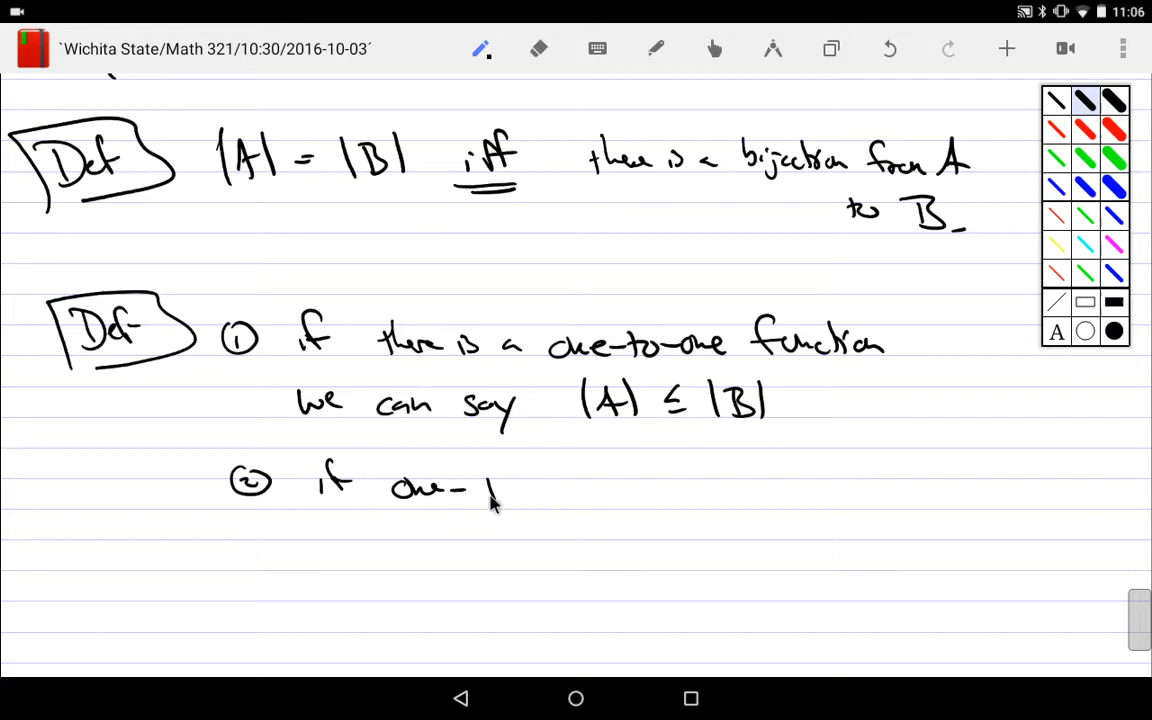 11:06
`Wichita State/Math 321/10:30/2016-10-03´
Def |A| = |B| iff there is a bijection from A
to B.
Def ① if there is a one-to-one function
we can say |A| ≤ |B|
② if one-
A